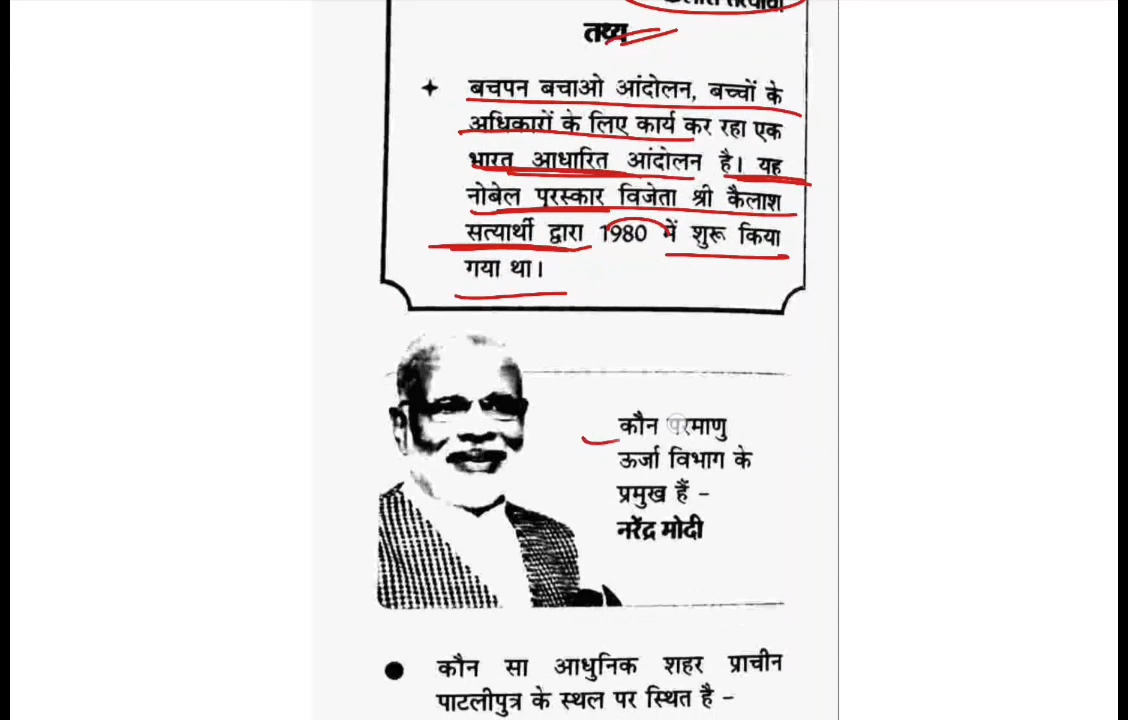 तथ्य
बचपन बचाओ आंदोलन, बच्चों के
अधिकारों के लिए कार्य कर रहा एक
भारत आधारित आंदोलन है। यह
नोबेल पुरस्कार विजेता श्री कैलाश
सत्यार्थी द्वारा 1980 में शुरू किया
गया था।
कौन परमाणु
ऊर्जा विभाग के
प्रमुख हैं -
नरेंद्र मोदी
● कौन सा आधुनिक शहर प्राचीन
पाटलीपुत्र के स्थल पर स्थित है -